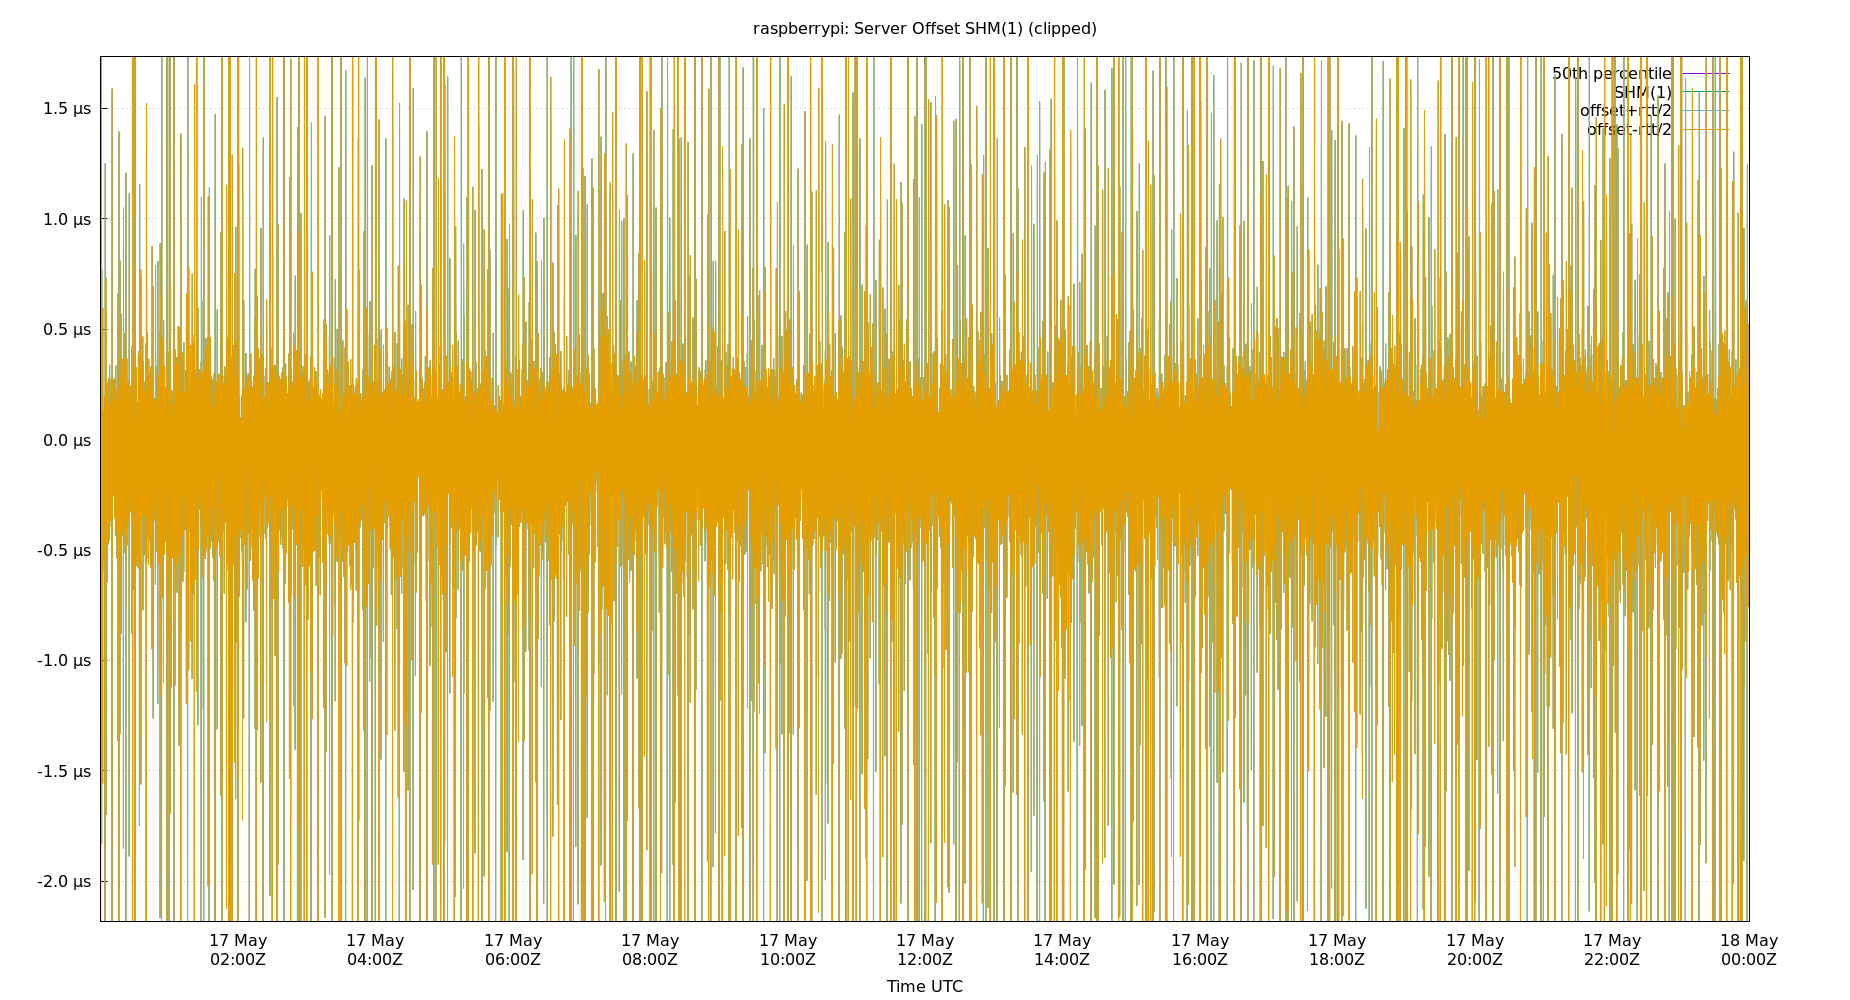 raspberrypi: Server Offset SHM(1) (clipped)
50th percentile
SHM(1)
offset+rtt/2
offset-rtt/2
1.5 µs
1.0 µs
0.5 µs
0.0 µs
-0.5 µs
-1.0 µs
-1.5 µs
-2.0 µs
17 May 17 May 17 May 17 May 17 May 17 May 17 May 17 May 17 May 17 May 17 May 18 May
02:00Z 04:00Z 06:00Z 08:00Z 10:00Z 12:00Z 14:00Z 16:00Z 18:00Z 20:00Z 22:00Z 00:00Z
Time UTC